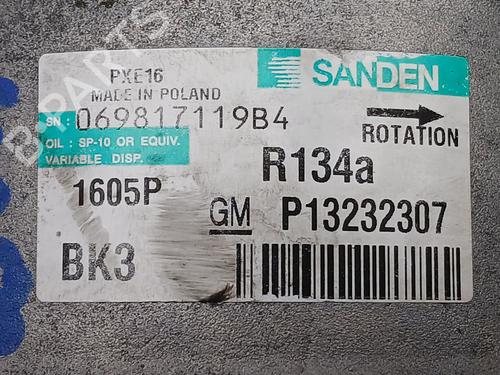 PXE16
MADE IN POLAND
SANDEN
SN: 069817119B4
OIL : SP-10 OR EQUIV.
VARIABLE DISP.
ROTATION
R134a
1605P
GM P13232307
BK3
B-PARTS